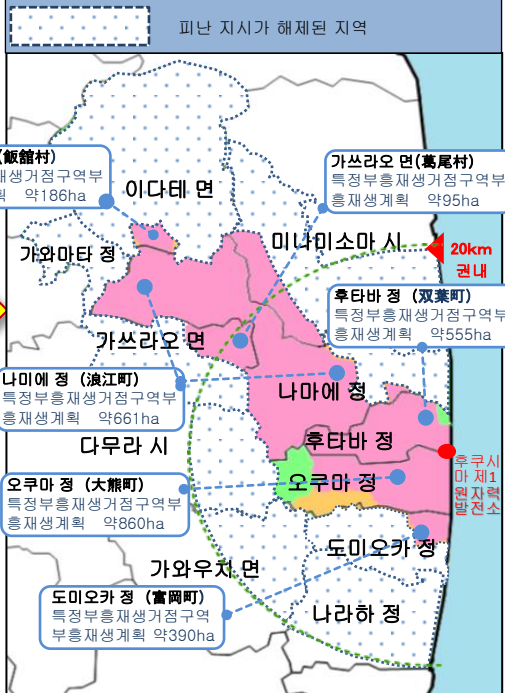 피난 지시가 해제된 지역
(飯舘村)
재생거점구역부
획 약186ha
이다테 면
가쓰라오 면(葛尾村)
특정부흥재생거점구역부
흥재생계획 약95ha
가와마타 정
미나미소마 시
20km
권내
후타바 정 (双葉町)
특정부흥재생거점구역부
흥재생계획 약555ha
가쓰라오 면
나미에 정 (浪江町)
특정부흥재생거점구역부
흥재생계획 약661ha
나마에 정
다무라 시
후타바 정
후쿠시
마 제1
원자력
발전소
오쿠마 정 (大熊町)
특정부흥재생거점구역부
흥재생계획 약860ha
오쿠마 정
도미오카 정
가와우치 면
도미오카 정 (富岡町)
특정부흥재생거점구역
부흥재생계획 약390ha
나라하 정